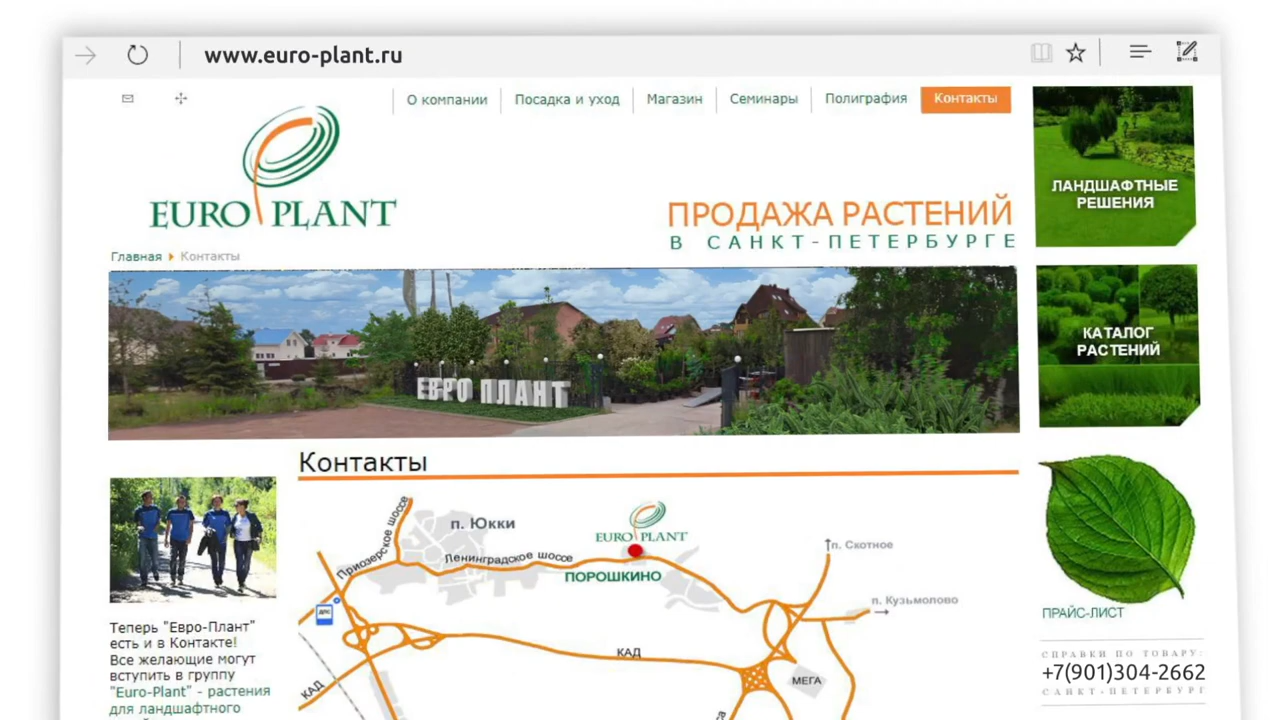 www.euro-plant.ru
О компании
Посадка и уход
Магазин
Семинары
Полиграфия
Контакты
EURO PLANT
ПРОДАЖА РАСТЕНИЙ
В САНКТ-ПЕТЕРБУРГЕ
ЛАНДШАФТНЫЕ
РЕШЕНИЯ
Главная
Контакты
ЕВРО ПЛАНТ
КАТАЛОГ
РАСТЕНИЙ
Контакты
Приозерское шоссе
п. Юкки
Ленинградское шоссе
EURO PLANT
ПОРОШКИНО
п. Скотное
п. Кузьмолово
ДПС
КАД
КАД
МЕГА
ПРАЙС-ЛИСТ
СПРАВКИ ПО ТОВАРУ:
+7(901)304-2662
САНКТ-ПЕТЕРБУРГ
Теперь "Евро-Плант"
есть и в Контакте!
Все желающие могут
вступить в группу
"Euro-Plant" - растения
для ландшафтного